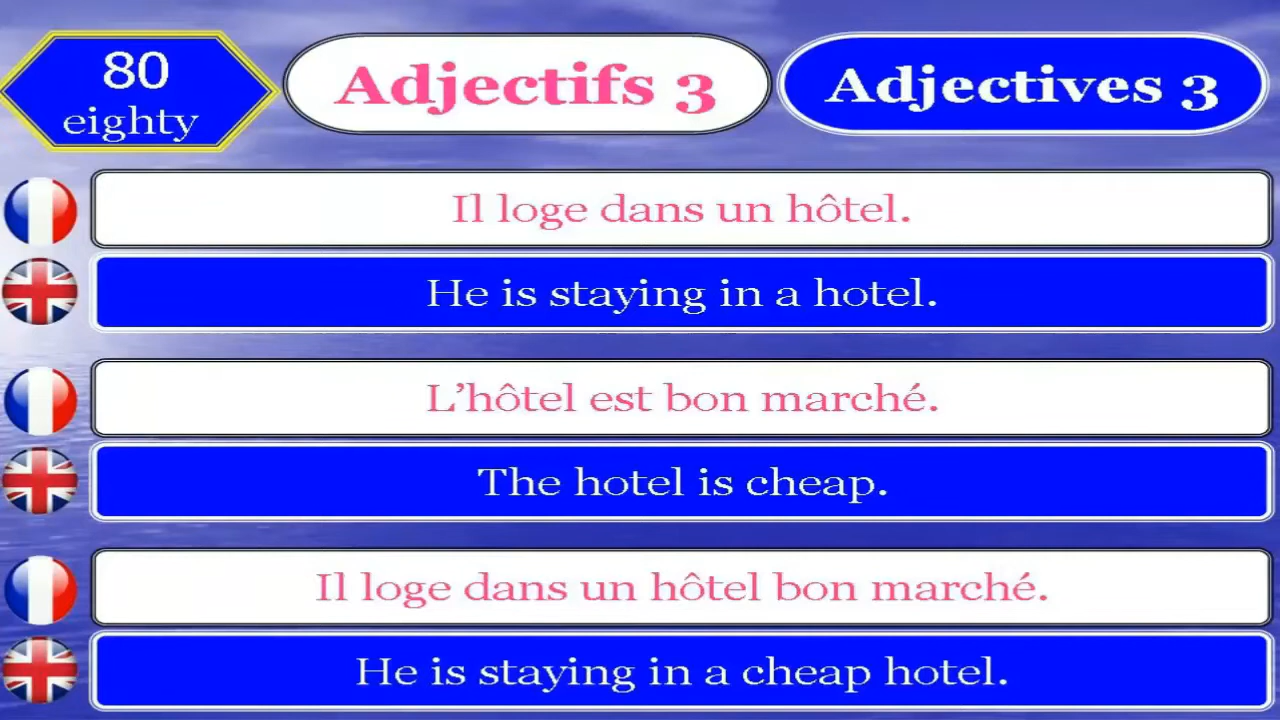 80
eighty
Adjectifs 3
Adjectives 3
Il loge dans un hôtel.
He is staying in a hotel.
L’hôtel est bon marché.
The hotel is cheap.
Il loge dans un hôtel bon marché.
He is staying in a cheap hotel.